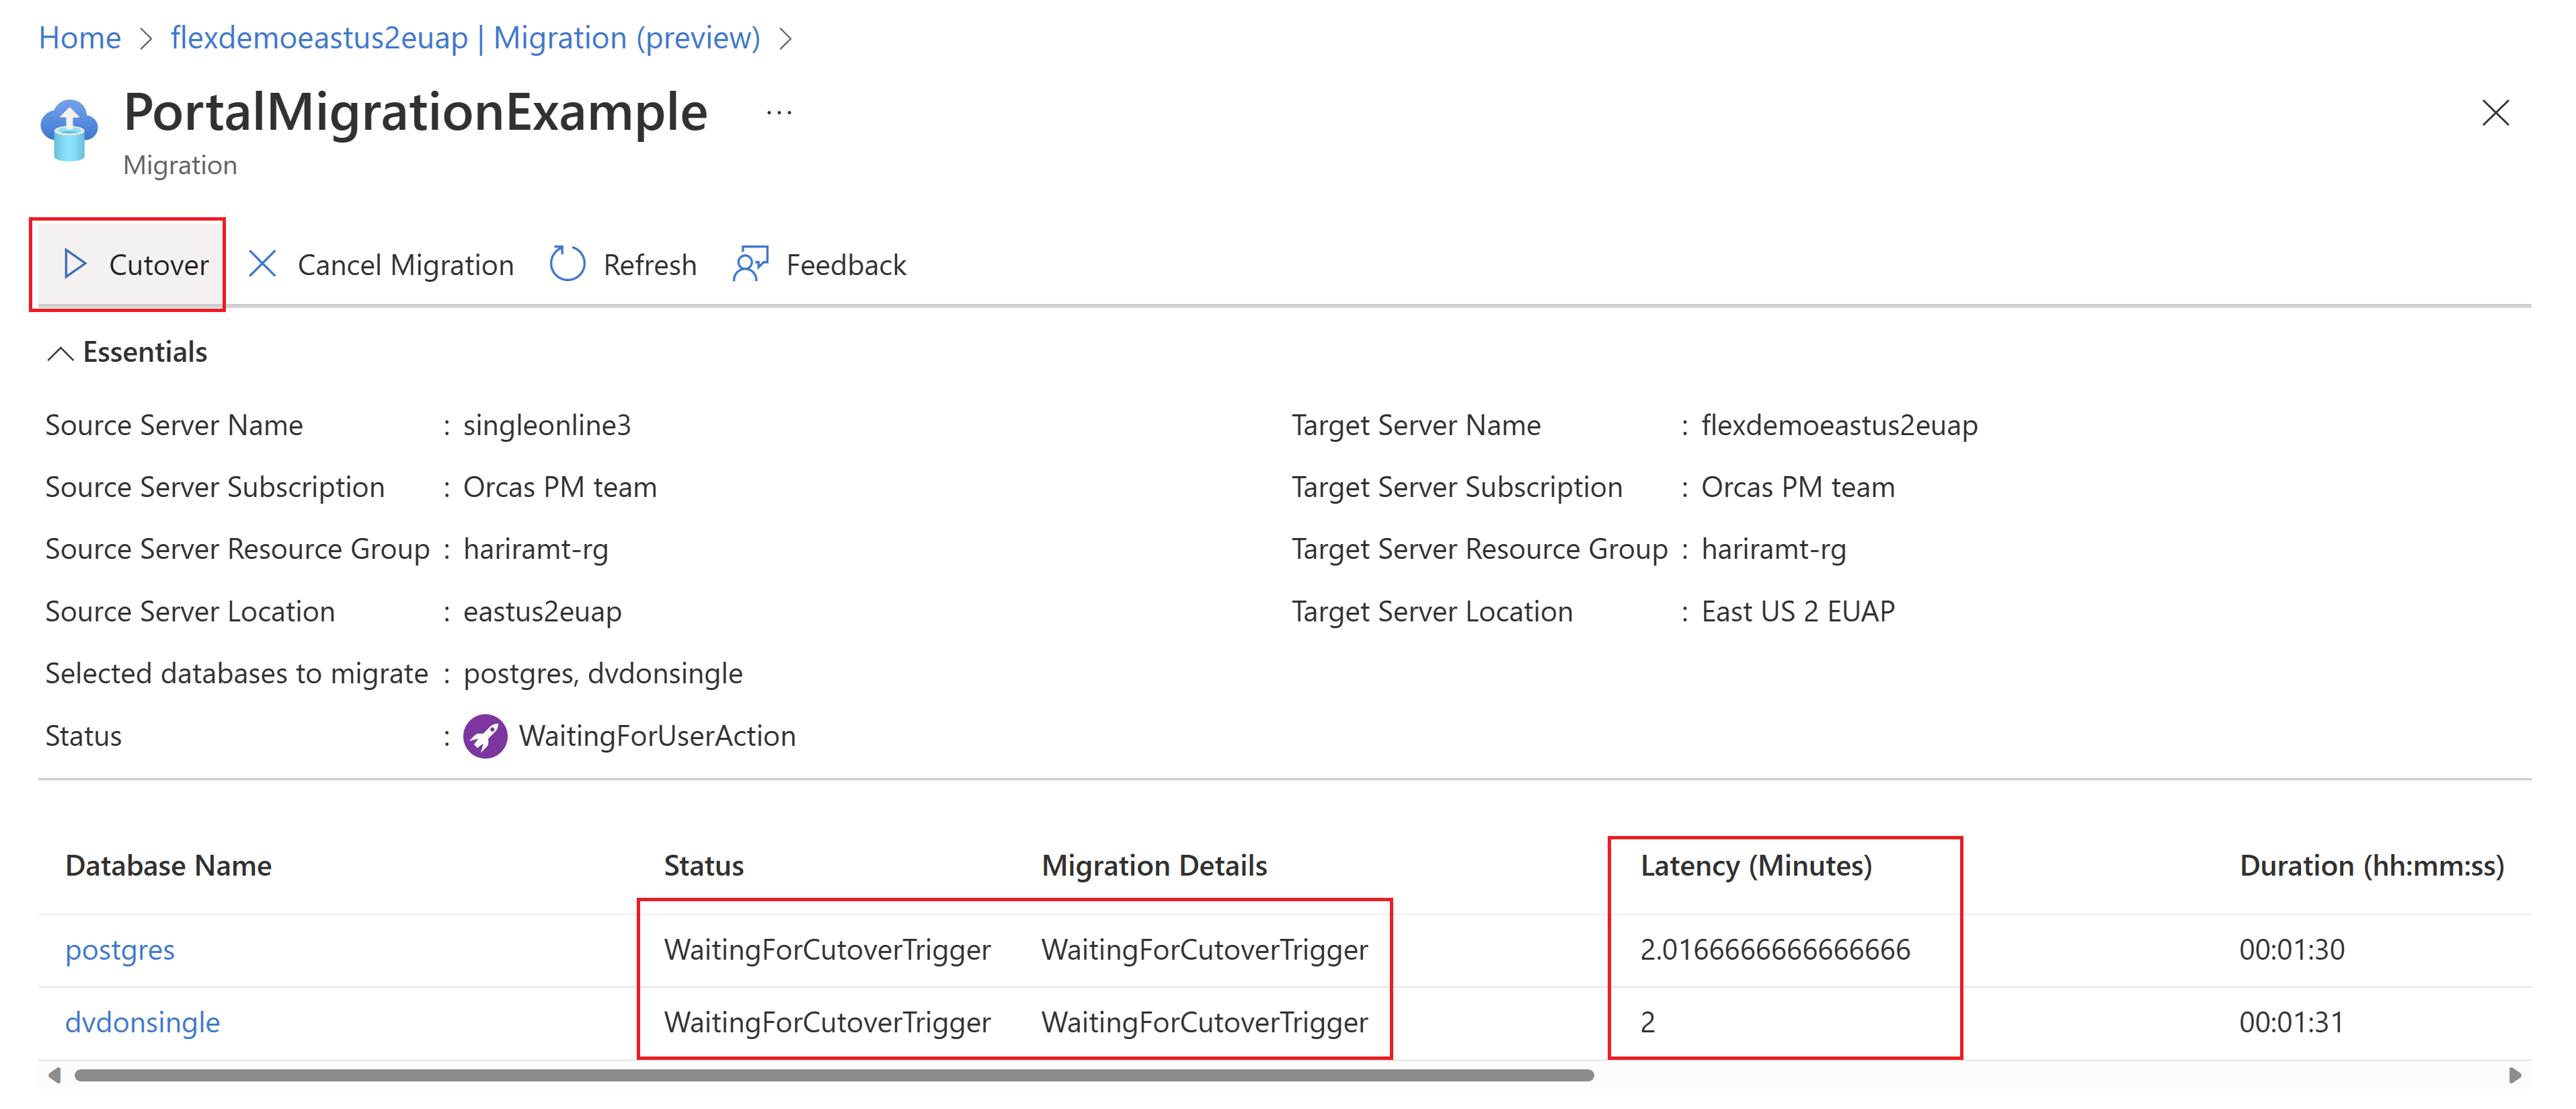 Home > flexdemoeastus2euap | Migration (preview) >
PortalMigrationExample ...
Migration
Cutover Cancel Migration Refresh Feedback
Essentials
Source Server Name : singleonline3 Target Server Name : flexdemoeastus2euap
Source Server Subscription : Orcas PM team Target Server Subscription : Orcas PM team
Source Server Resource Group : hariramt-rg Target Server Resource Group : hariramt-rg
Source Server Location : eastus2euap Target Server Location : East US 2 EUAP
Selected databases to migrate : postgres, dvdonsingle
Status : WaitingForUserAction
Database Name Status Migration Details Latency (Minutes) Duration (hh:mm:ss)
postgres WaitingForCutoverTrigger WaitingForCutoverTrigger 2.0166666666666666 00:01:30
dvdonsingle WaitingForCutoverTrigger WaitingForCutoverTrigger 2 00:01:31